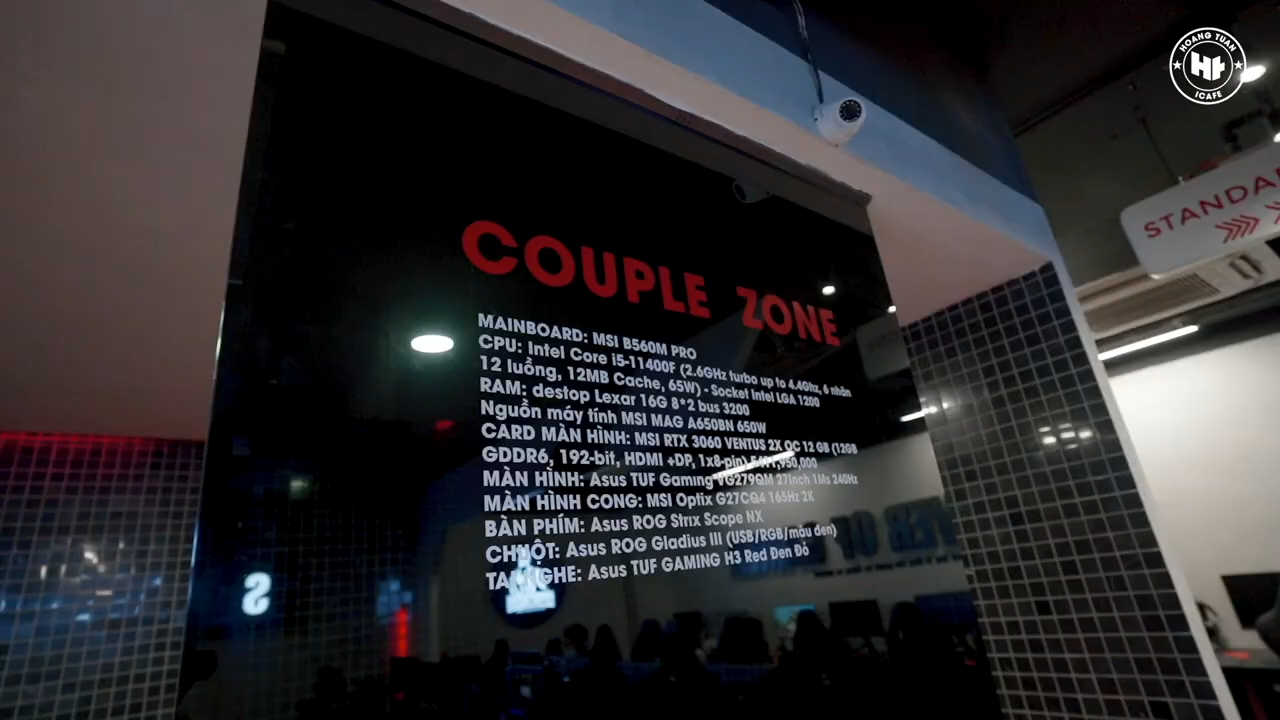 HOANG TUAN
Ht
ICAFE
STANDA
COUPLE ZONE
MAINBOARD: MSI B560M PRO
CPU: Intel Core i5-11400F (2.6GHz turbo up to 4.4Ghz, 6 nhân
12 luồng, 12MB Cache, 65W) - Socket Intel LGA 1200
RAM: destop Lexar 16G 8*2 bus 3200
Nguồn máy tính MSI MAG A650BN 650W
CARD MÀN HÌNH: MSI RTX 3060 VENTUS 2X OC 12 GB (12GB
GDDR6, 192-bit, HDMI +DP, 1x8-pin)
MÀN HÌNH: Asus TUF Gaming VG279QM 27inch 1Ms 240Hz
MÀN HÌNH CONG: MSI Optix G27CQ4 165Hz 2K
BÀN PHÍM: Asus ROG Strix Scope NX
CHUỘT: Asus ROG Gladius III (USB/RGB/màu đen)
TAI NGHE: Asus TUF GAMING H3 Red Đen Đỏ